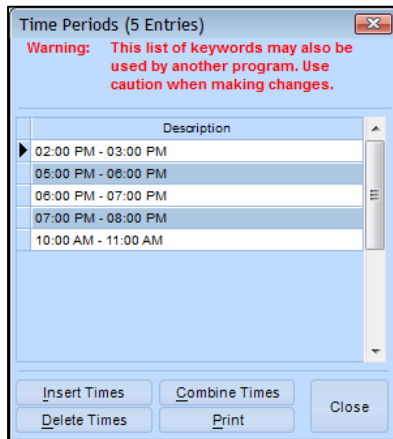 Time Periods (5 Entries)
Warning: This list of keywords may also be
used by another program. Use
caution when making changes.
Description
02:00 PM - 03:00 PM
05:00 PM - 06:00 PM
06:00 PM - 07:00 PM
07:00 PM - 08:00 PM
10:00 AM - 11:00 AM
Insert Times
Combine Times
Delete Times
Print
Close